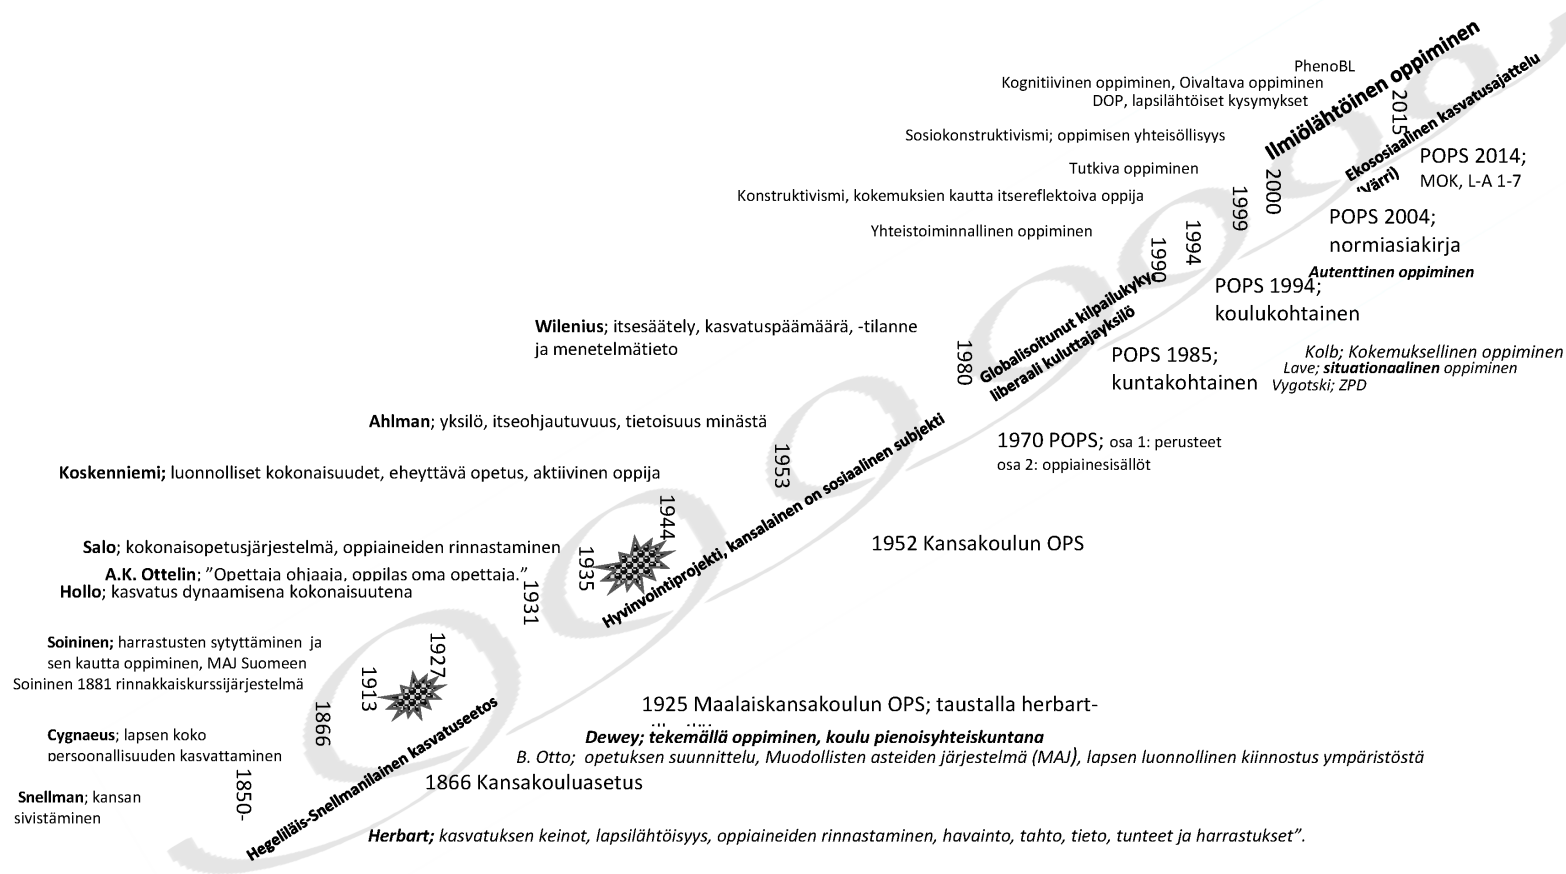 PhenoBL
Kognitiivinen oppiminen, Oivaltava oppiminen
DOP, lapsilähtöiset kysymykset
Ilmiölähtöinen oppiminen
2015
Ekososiaalinen kasvatusajattelu
(Värri)
POPS 2014;
MOK, L-A 1-7
Sosiokonstruktivismi; oppimisen yhteisöllisyys
Tutkiva oppiminen
2000
Konstruktivismi, kokemuksien kautta itsereflektoiva oppija
1999
POPS 2004;
normiasiakirja
Yhteistoiminnallinen oppiminen
1994
1990
Autenttinen oppiminen
POPS 1994;
koulukohtainen
Globalisoitunut kilpailukyky,
liberaali kuluttajayksilö
Wilenius; itsesäätely, kasvatuspäämäärä, -tilanne
ja menetelmätieto
1980
POPS 1985;
kuntakohtainen
Kolb; Kokemuksellinen oppiminen
Lave; situationaalinen oppiminen
Vygotski; ZPD
Ahlman; yksilö, itseohjautuvuus, tietoisuus minästä
1953
1970 POPS; osa 1: perusteet
osa 2: oppiainesisällöt
Koskenniemi; luonnolliset kokonaisuudet, eheyttävä opetus, aktiivinen oppija
1944
Hyvinvointiprojekti, kansalainen on sosiaalinen subjekti
1952 Kansakoulun OPS
Salo; kokonaisopetusjärjestelmä, oppiaineiden rinnastaminen
1935
A.K. Ottelin; ”Opettaja ohjaaja, oppilas oma opettaja.”
Hollo; kasvatus dynaamisena kokonaisuutena
1931
Soininen; harrastusten sytyttäminen ja
sen kautta oppiminen, MAJ Suomeen
Soininen 1881 rinnakkaiskurssijärjestelmä
1927
1913
1866
1925 Maalaiskansakoulun OPS; taustalla herbart-
Cygnaeus; lapsen koko
persoonallisuuden kasvattaminen
Dewey; tekemällä oppiminen, koulu pienoisyhteiskuntana
B. Otto; opetuksen suunnittelu, Muodollisten asteiden järjestelmä (MAJ), lapsen luonnollinen kiinnostus ympäristöstä
1866 Kansakouluasetus
1850-
Hegeliläis-Snellmanilainen kasvatuseetos
Snellman; kansan
sivistäminen
Herbart; kasvatuksen keinot, lapsilähtöisyys, oppiaineiden rinnastaminen, havainto, tahto, tieto, tunteet ja harrastukset”.